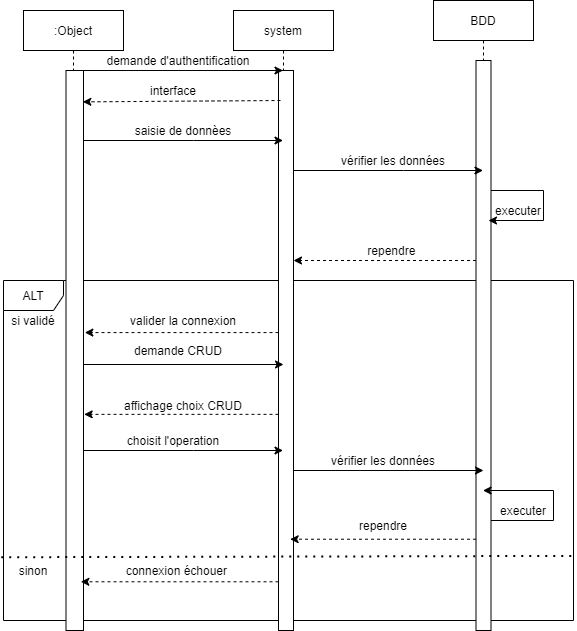 :Object
system
BDD
demande d'authentification
interface
saisie de donnèes
vérifier les données
executer
rependre
ALT
si validé
valider la connexion
demande CRUD
affichage choix CRUD
choisit l'operation
vérifier les données
executer
rependre
sinon
connexion échouer